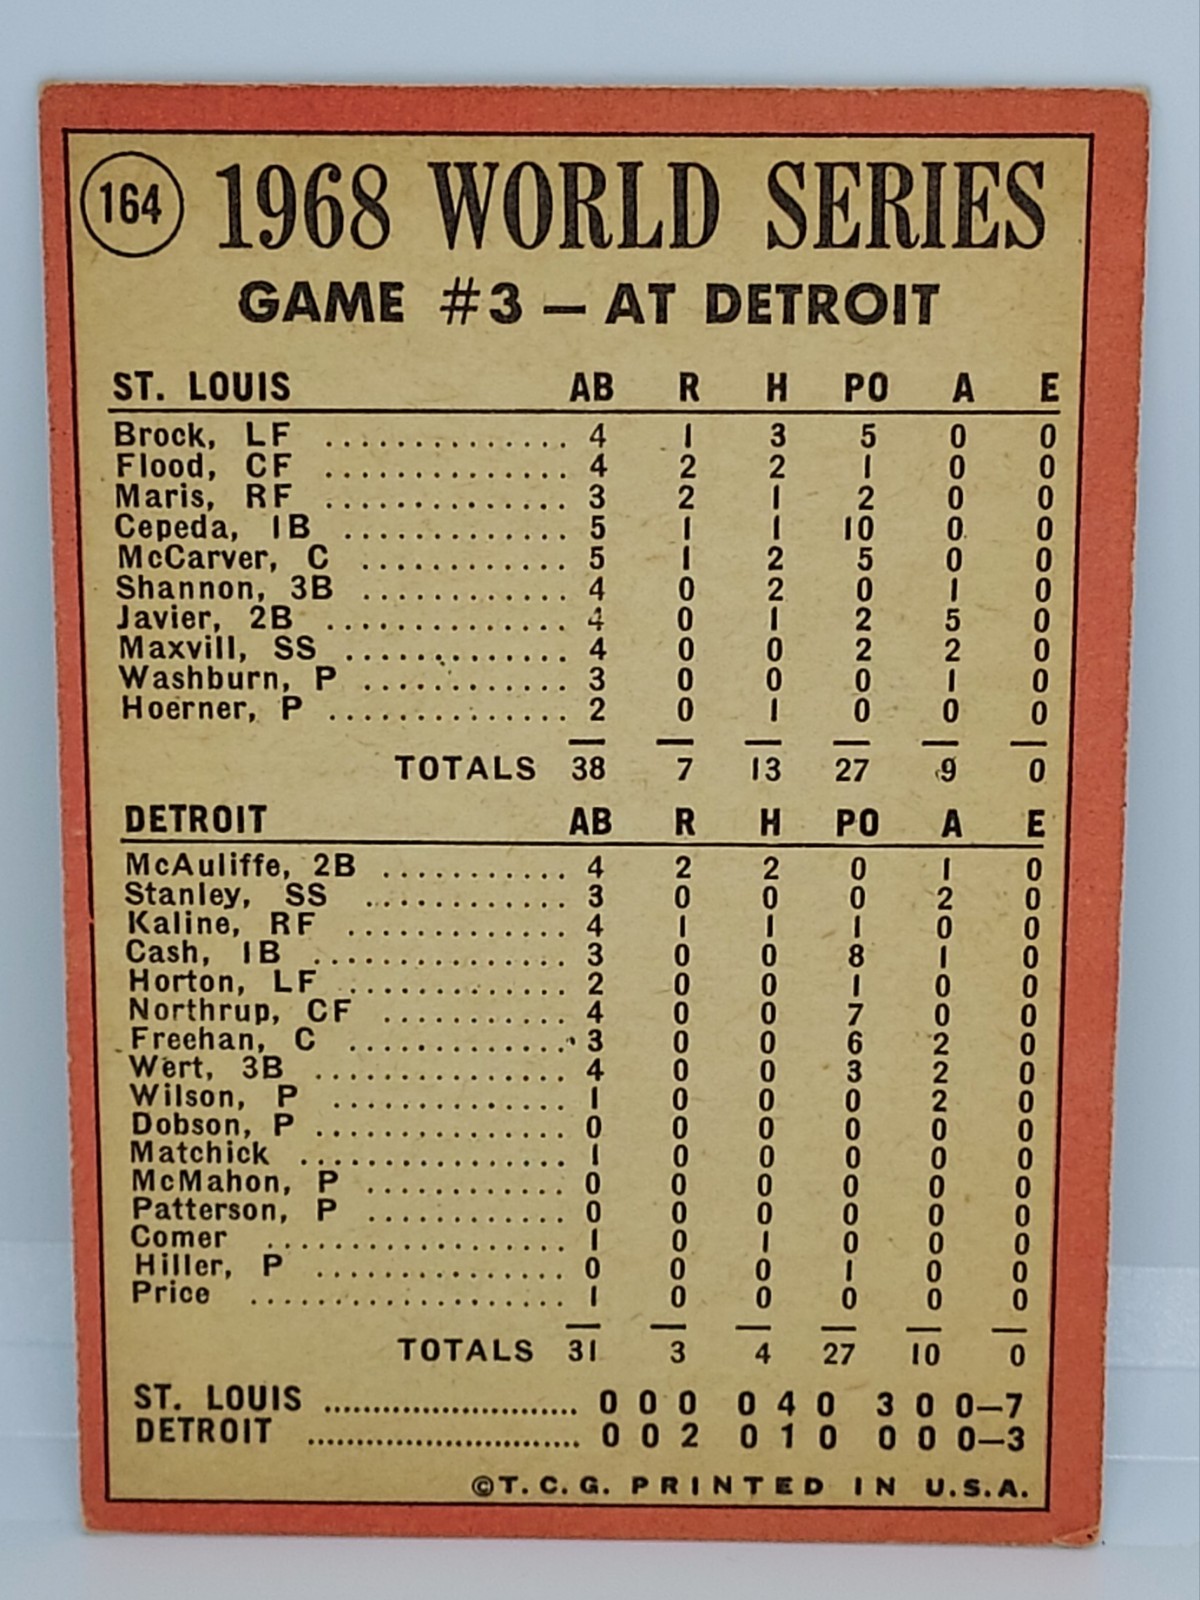 164 1968 WORLD SERIES
GAME #3 — AT DETROIT
ST. LOUIS AB R H PO A E
Brock, LF .............. 4 1 3 5 0 0
Flood, CF .............. 4 2 2 1 0 0
Maris, RF .............. 3 2 1 2 0 0
Cepeda, 1B ............. 5 1 1 10 0 0
McCarver, C ............ 5 1 2 5 0 0
Shannon, 3B ............ 4 0 2 0 1 0
Javier, 2B .............. 4 0 1 2 5 0
Maxvill, SS ............. 4 0 0 2 2 0
Washburn, P ............ 3 0 0 0 1 0
Hoerner, P .............. 2 0 1 0 0 0
TOTALS 38 7 13 27 9 0
DETROIT AB R H PO A E
McAuliffe, 2B ........... 4 2 2 0 1 0
Stanley, SS ............ 3 0 0 0 2 0
Kaline, RF ............. 4 1 1 1 0 0
Cash, 1B ............... 3 0 0 8 1 0
Horton, LF ............. 2 0 0 1 0 0
Northrup, CF ........... 4 0 0 7 0 0
Freehan, C ............. 3 0 0 6 2 0
Wert, 3B ............... 4 0 0 3 2 0
Wilson, P .............. 1 0 0 0 2 0
Dobson, P .............. 0 0 0 0 0 0
Matchick ............... 1 0 0 0 0 0
McMahon, P ............ 0 0 0 0 0 0
Patterson, P ............ 0 0 0 0 0 0
Comer ................. 1 0 1 0 0 0
Hiller, P ............... 0 0 0 1 0 0
Price .................. 1 0 0 0 0 0
TOTALS 31 3 4 27 10 0
ST. LOUIS .......................... 0 0 0 0 4 0 3 0 0—7
DETROIT ............................ 0 0 2 0 1 0 0 0 0—3
©T.C.G. PRINTED IN U.S.A.